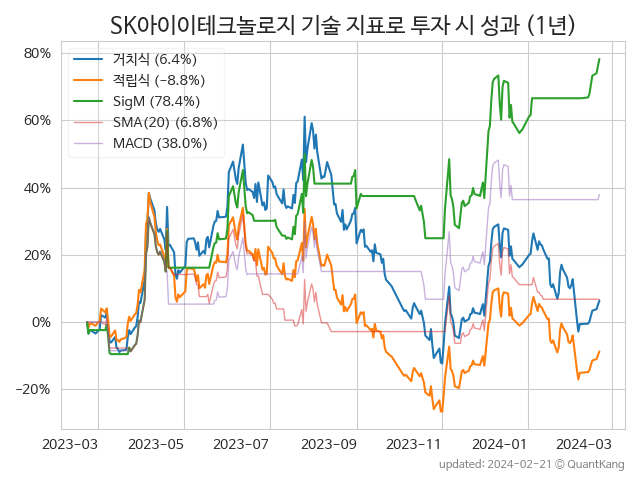 SK아이이테크놀로지 기술 지표로 투자 시 성과 (1년)
80%
60%
40%
20%
0%
−20%
거치식 (6.4%)
적립식 (−8.8%)
SigM (78.4%)
SMA(20) (6.8%)
MACD (38.0%)
2023-03 2023-05 2023-07 2023-09 2023-11 2024-01 2024-03
updated: 2024-02-21 © QuantKang